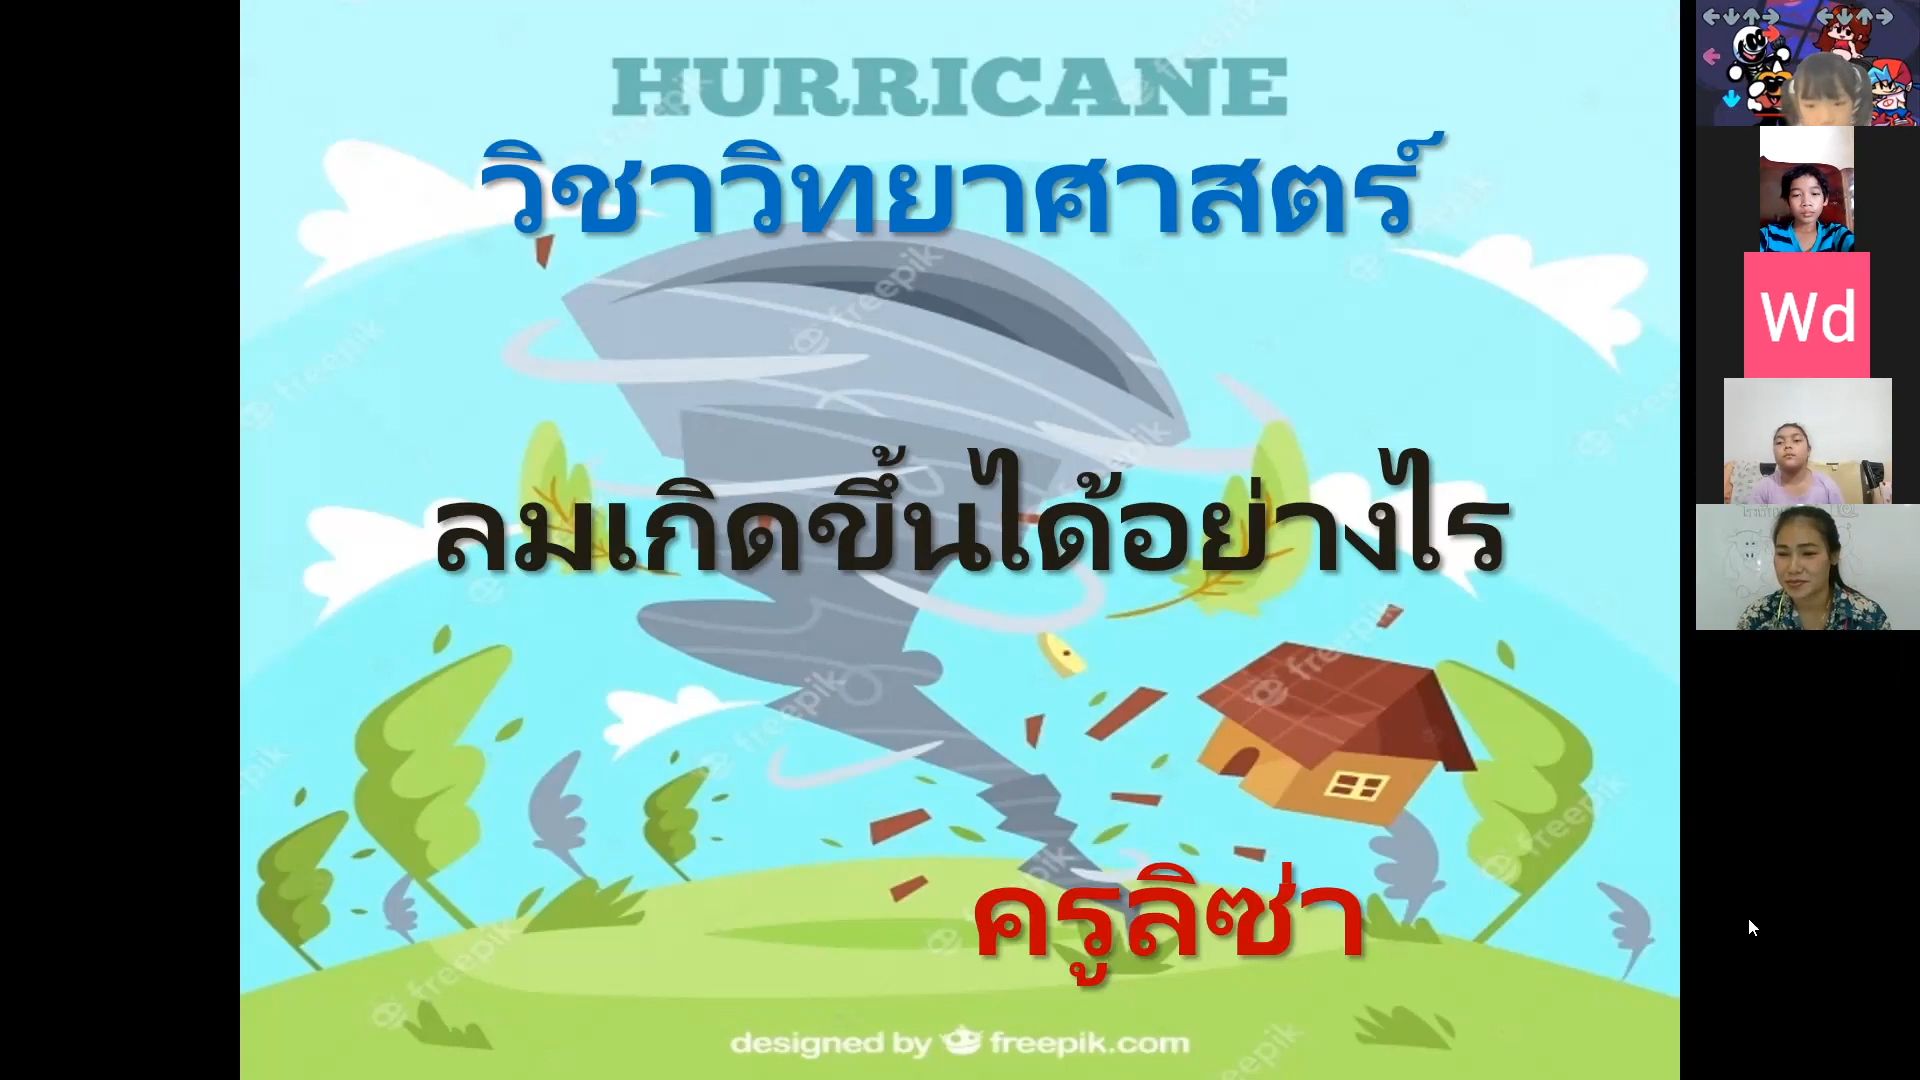 HURRICANE
วิชาวิทยาศาสตร์
ลมเกิดขึ้นได้อย่างไร
ครูลิซ่า
designed by freepik.com
Wd